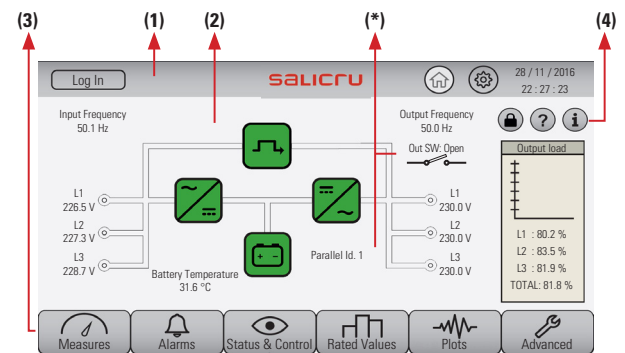 (3)
(1)
(2)
(*)
(4)
Log In
SALICRU
28 / 11 / 2016
22 : 27 : 23
Input Frequency
50.1 Hz
Output Frequency
50.0 Hz
Out SW: Open
Output load
L1
226.5 V
L2
227.3 V
L3
228.7 V
L1
230.0 V
L2
230.0 V
L3
230.0 V
Battery Temperature
31.6 °C
Parallel Id. 1
L1 : 80.2 %
L2 : 83.5 %
L3 : 81.9 %
TOTAL: 81.8 %
Measures
Alarms
Status & Control
Rated Values
Plots
Advanced